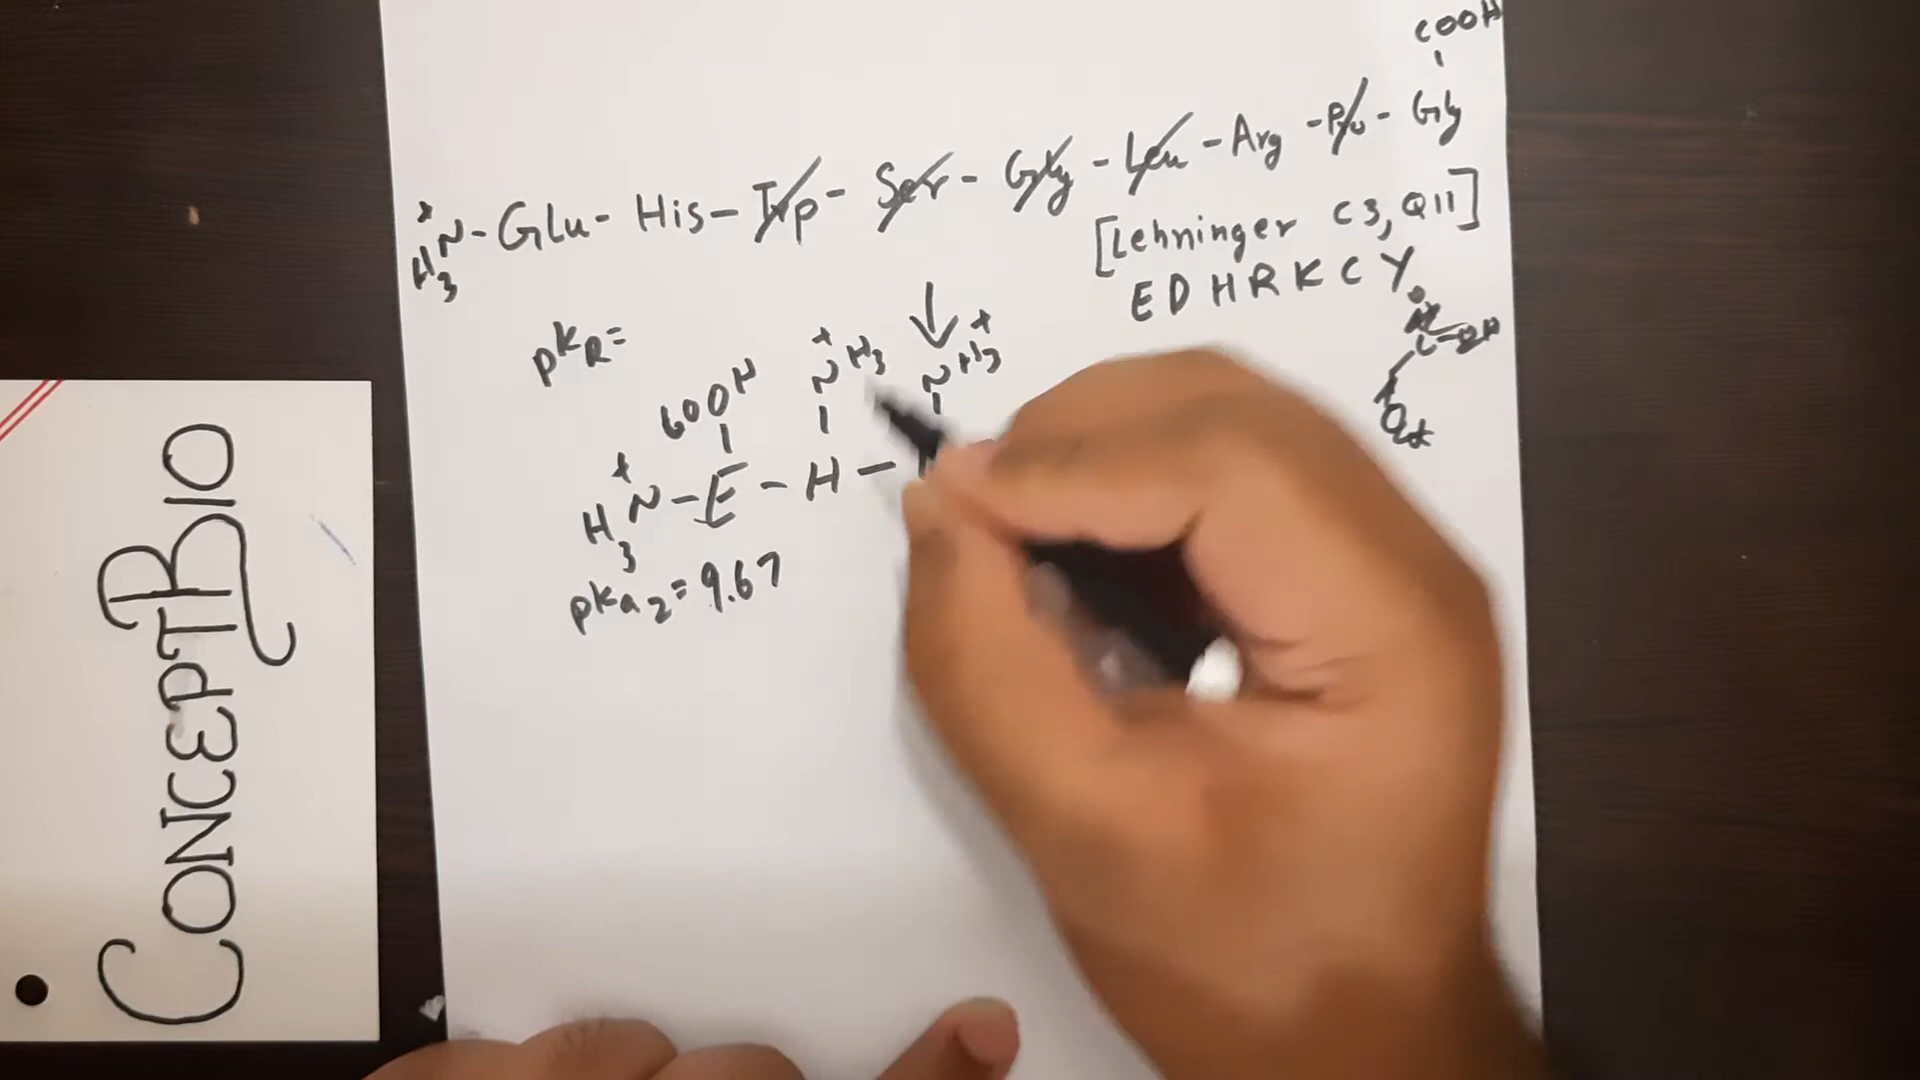 COOH
H3N+ - Glu - His - Trp - Ser - Gly - Leu - Arg - Pro - Gly
[Lehninger C3, Q11]
E D H R K C Y
pKR =
COOH +NH3 NH3+
H3N+ - E - H -
pKa2 = 9.67
CONCEPTBIO